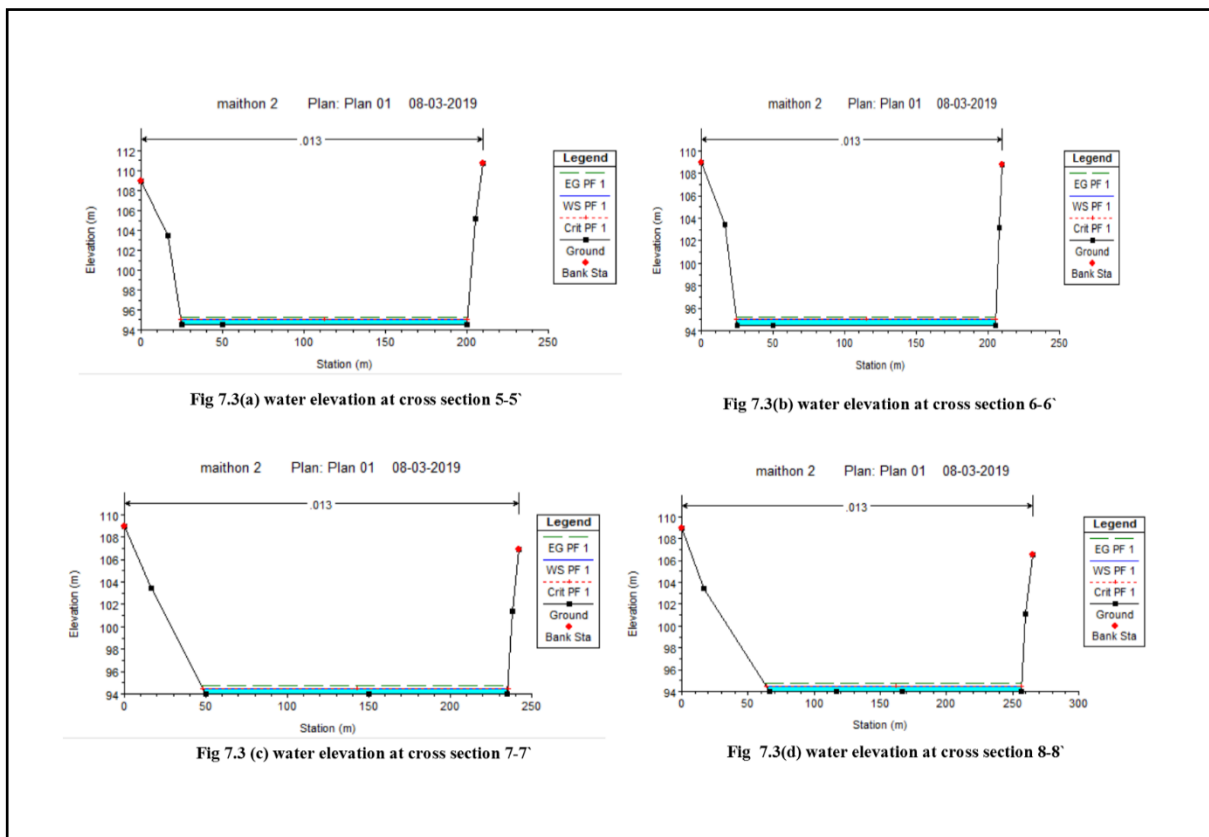 maithon 2 Plan: Plan 01 08-03-2019
.013
112
110
108
106
104
102
100
98
96
94
Elevation (m)
0 50 100 150 200 250
Station (m)
Legend
EG PF 1
WS PF 1
Crit PF 1
Ground
Bank Sta
Fig 7.3(a) water elevation at cross section 5-5`
maithon 2 Plan: Plan 01 08-03-2019
.013
110
108
106
104
102
100
98
96
94
Elevation (m)
0 50 100 150 200 250
Station (m)
Legend
EG PF 1
WS PF 1
Crit PF 1
Ground
Bank Sta
Fig 7.3(b) water elevation at cross section 6-6`
maithon 2 Plan: Plan 01 08-03-2019
.013
110
108
106
104
102
100
98
96
94
Elevation (m)
0 50 100 150 200 250
Station (m)
Legend
EG PF 1
WS PF 1
Crit PF 1
Ground
Bank Sta
Fig 7.3 (c) water elevation at cross section 7-7`
maithon 2 Plan: Plan 01 08-03-2019
.013
110
108
106
104
102
100
98
96
94
Elevation (m)
0 50 100 150 200 250 300
Station (m)
Legend
EG PF 1
WS PF 1
Crit PF 1
Ground
Bank Sta
Fig 7.3(d) water elevation at cross section 8-8`